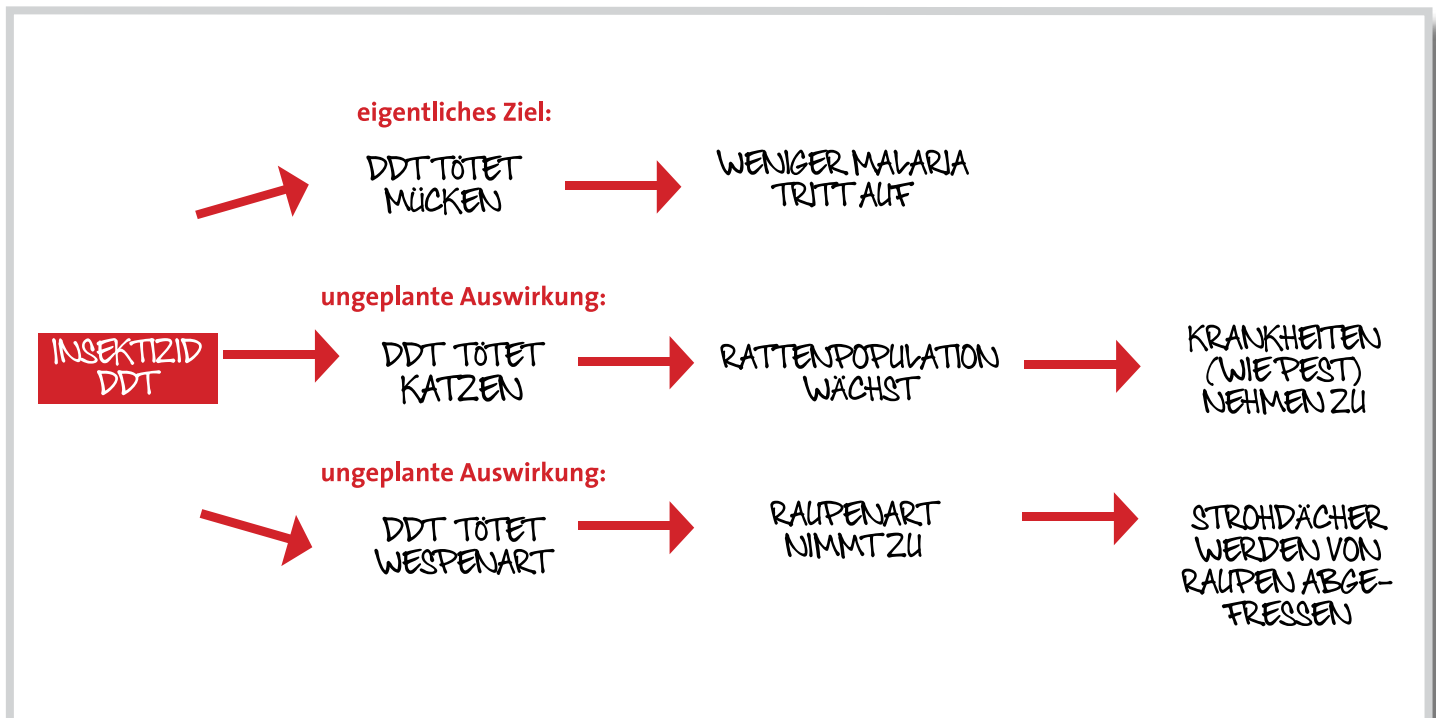 eigentliches Ziel:
DDT TÖTET
MÜCKEN
WENIGER MALARIA
TRITT AUF
ungeplante Auswirkung:
INSEKTIZID
DDT
DDT TÖTET
KATZEN
RATTENPOPULATION
WÄCHST
KRANKHEITEN
(WIE PEST)
NEHMEN ZU
ungeplante Auswirkung:
DDT TÖTET
WESPENART
RAUPENART
NIMMT ZU
STROHDÄCHER
WERDEN VON
RAUPEN ABGE-
FRESSEN